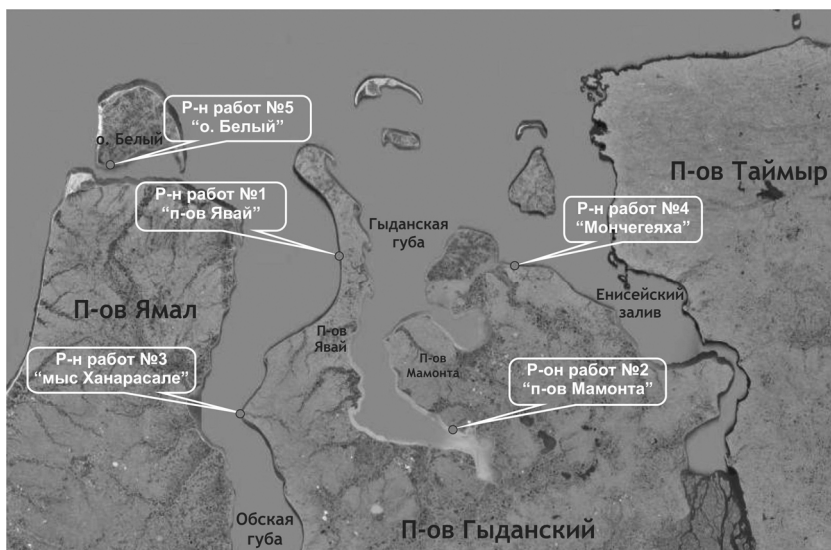 Р-н работ №5
“о. Белый”
о. Белый
П-ов Таймыр
Р-н работ №1
“п-ов Явай”
Гыданская
губа
Р-н работ №4
“Мончегеяха”
Енисейский
залив
П-ов Ямал
П-ов
Явай
П-ов
Мамонта
Р-н работ №3
“мыс Ханарасале”
Р-он работ №2
“п-ов Мамонта”
Обская
губа
П-ов Гыданский